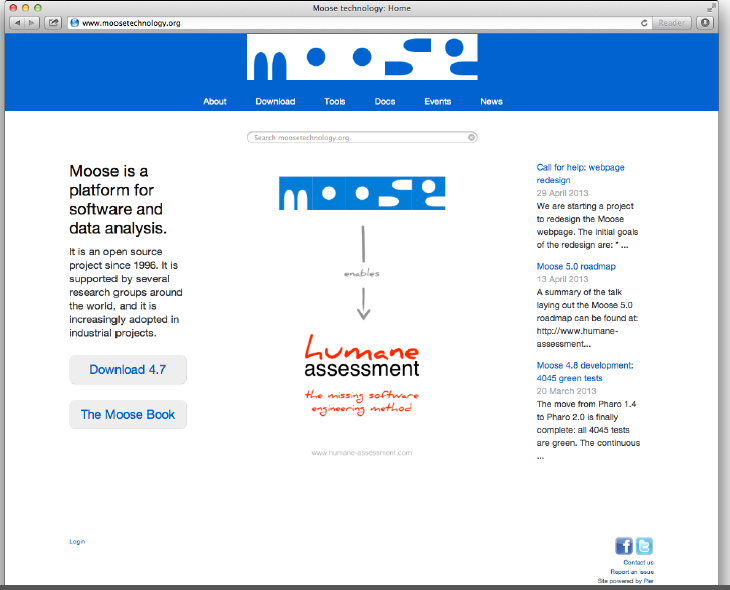 Moose technology: Home
www.moosetechnology.org
Reader
moose
About Download Tools Docs Events News
Search moosetechnology.org
Moose is a
platform for
software and
data analysis.
It is an open source
project since 1996. It is
supported by several
research groups around
the world, and it is
increasingly adopted in
industrial projects.
Download 4.7
The Moose Book
moose
enables
humane
assessment
the missing software
engineering method
www.humane-assessment.com
Call for help: webpage
redesign
29 April 2013
We are starting a project
to redesign the Moose
webpage. The initial goals
of the redesign are: * ...
Moose 5.0 roadmap
13 April 2013
A summary of the talk
laying out the Moose 5.0
roadmap can be found at:
http://www.humane-
assessment...
Moose 4.8 development:
4045 green tests
20 March 2013
The move from Pharo 1.4
to Pharo 2.0 is finally
complete: all 4045 tests
are green. The continuous
...
Login
f t
Contact us
Report an issue
Site powered by Pier